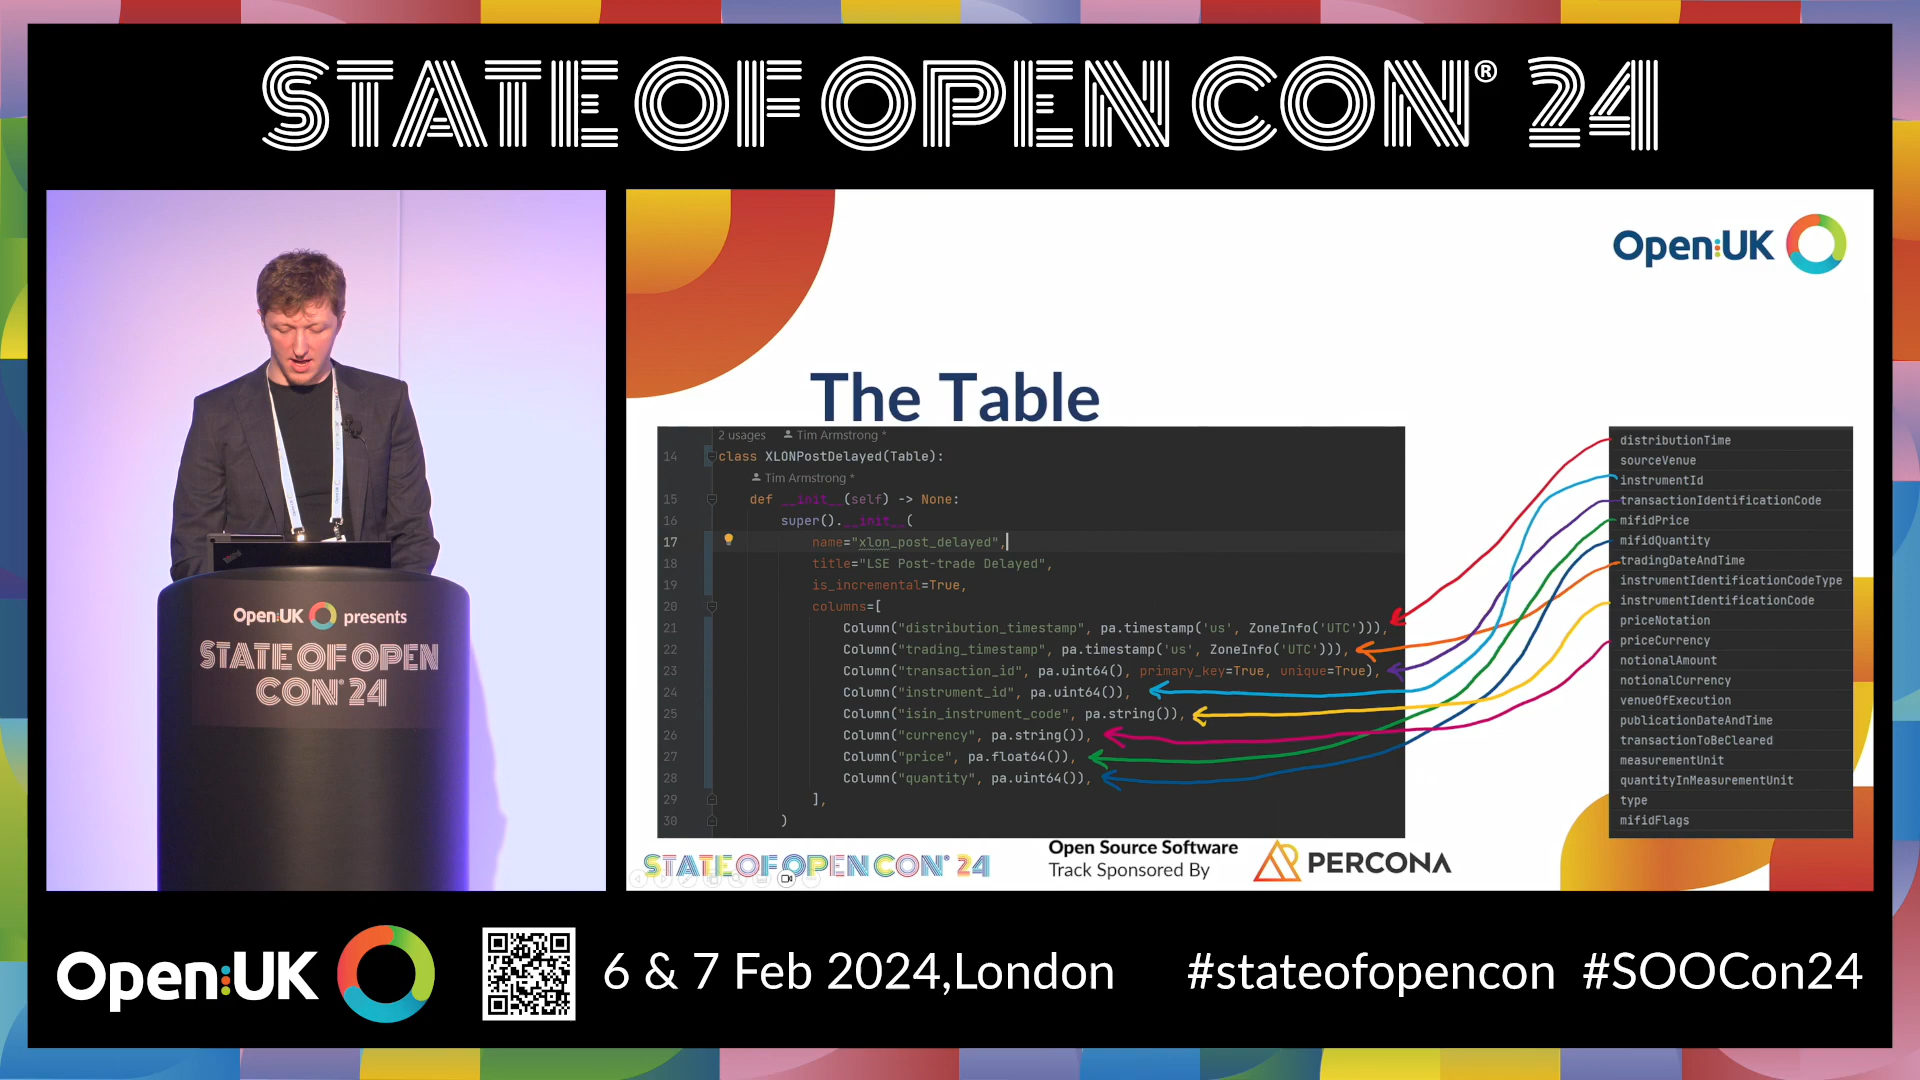 STATE OF OPEN CON® 24
Open:UK
The Table
2 usages Tim Armstrong *
14 class XLONPostDelayed(Table):
Tim Armstrong *
15 def __init__(self) -> None:
16 super().__init__(
17 name="xlon_post_delayed",
18 title="LSE Post-trade Delayed",
19 is_incremental=True,
20 columns=[
21 Column("distribution_timestamp", pa.timestamp('us', ZoneInfo('UTC'))),
22 Column("trading_timestamp", pa.timestamp('us', ZoneInfo('UTC'))),
23 Column("transaction_id", pa.uint64(), primary_key=True, unique=True),
24 Column("instrument_id", pa.uint64()),
25 Column("isin_instrument_code", pa.string()),
26 Column("currency", pa.string()),
27 Column("price", pa.float64()),
28 Column("quantity", pa.uint64()),
29 ],
30 )
distributionTime
sourceVenue
instrumentId
transactionIdentificationCode
mifidPrice
mifidQuantity
tradingDateAndTime
instrumentIdentificationCodeType
instrumentIdentificationCode
priceNotation
priceCurrency
notionalAmount
notionalCurrency
venueOfExecution
publicationDateAndTime
transactionToBeCleared
measurementUnit
quantityInMeasurementUnit
type
mifidFlags
STATE OF OPEN CON® 24
Open Source Software
Track Sponsored By
PERCONA
Open:UK presents
STATE OF OPEN
CON® 24
Open:UK
6 & 7 Feb 2024,London
#stateofopencon #SOOCon24